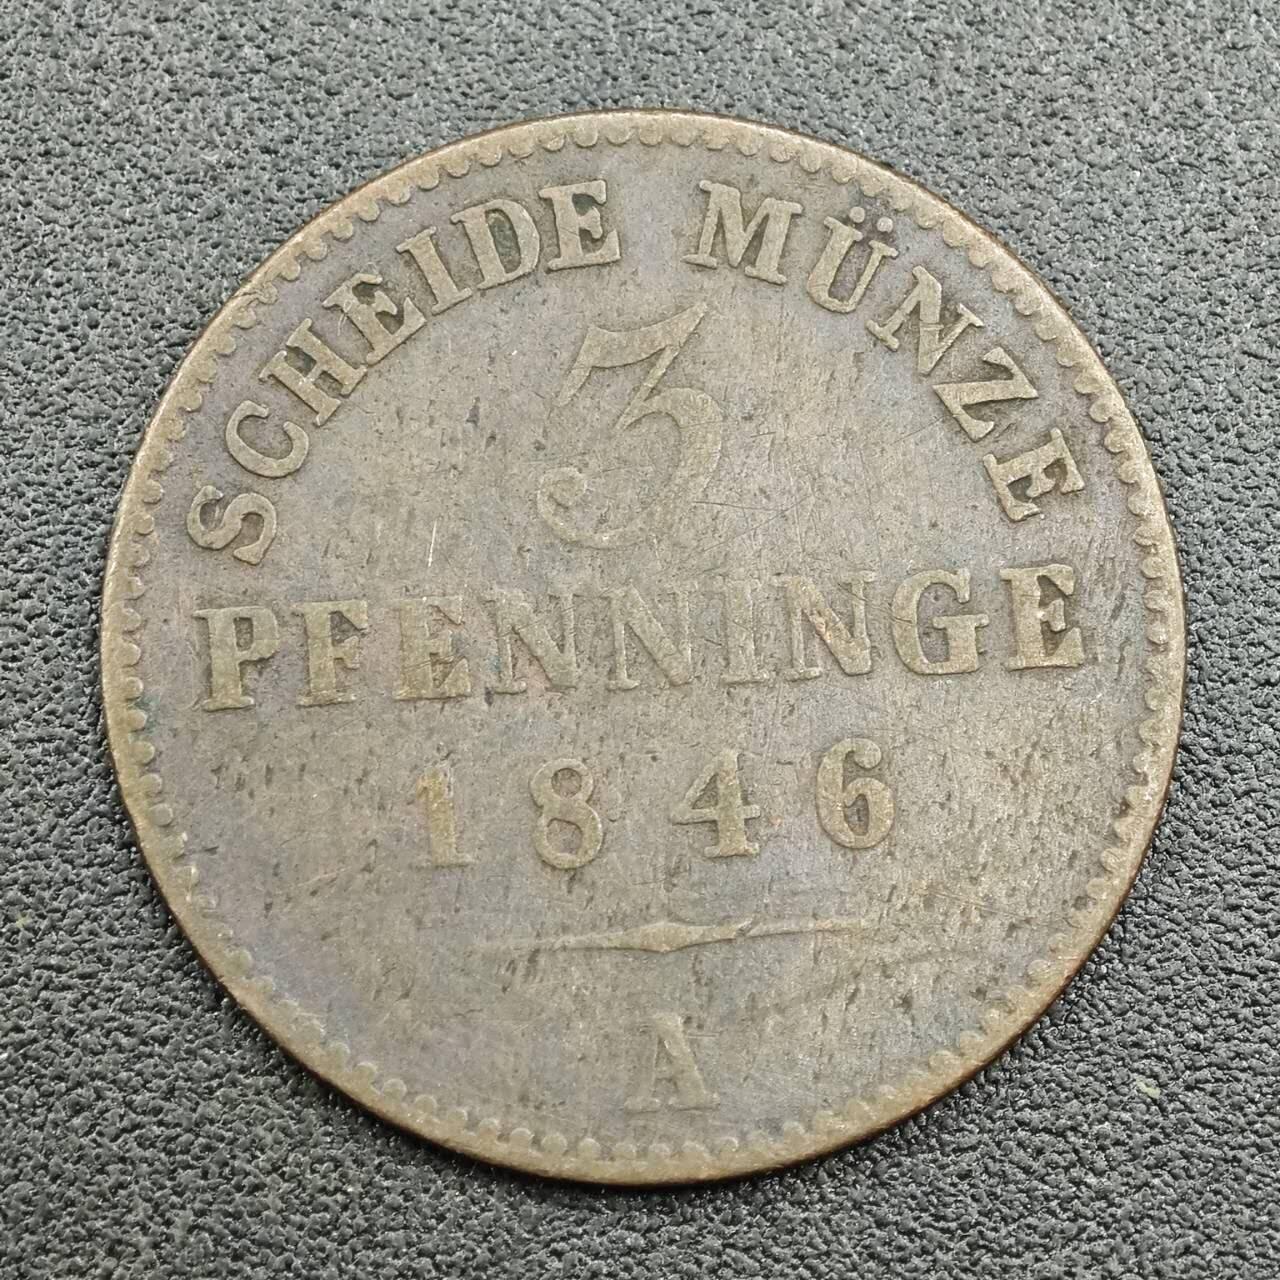 SCHEIDE MÜNZE
3
PFENNINGE
1846
A